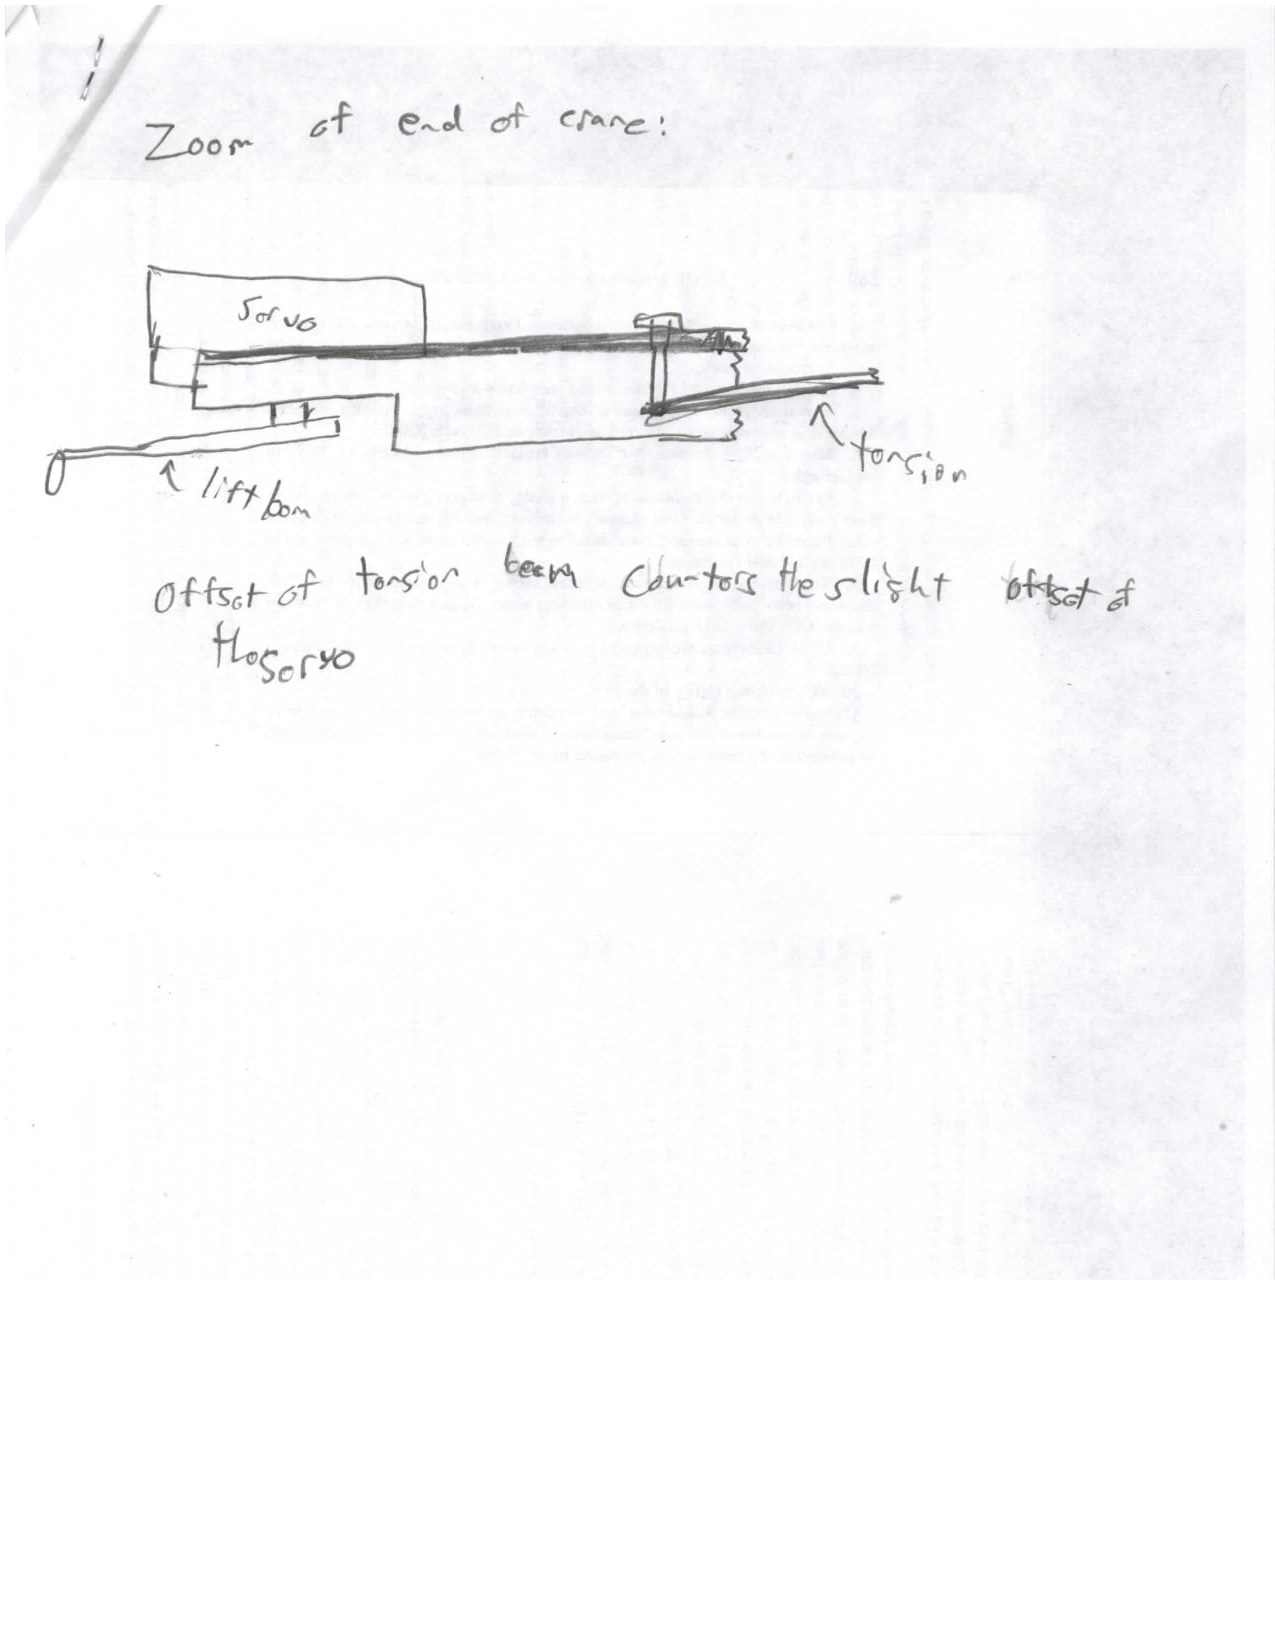 Zoom of end of crane:
Servo
torsion
lift bom
Offset of torsion beam counters the slight offset of
the servo